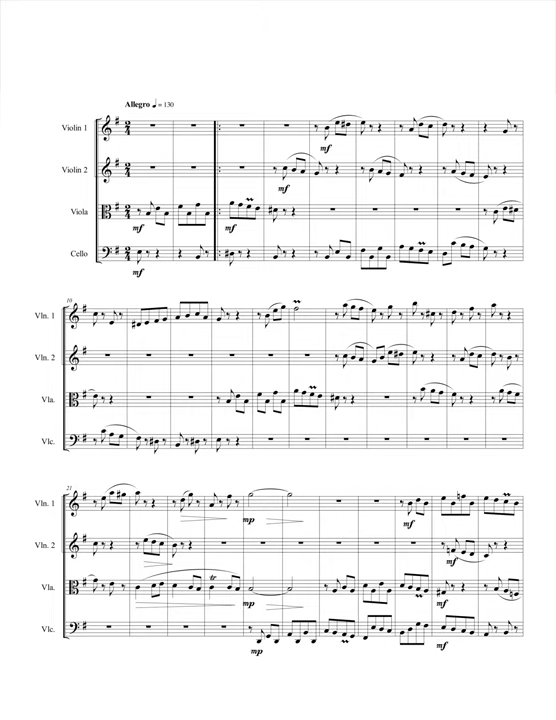 Allegro ♩ = 130
Violin 1
mf
Violin 2
mf
Viola
mf mf
Cello
mf
10
Vln. 1
Vln. 2
Vla.
Vlc.
21
Vln. 1
mp mf
Vln. 2
mf
Vla.
mp mf
Vlc.
mp mf